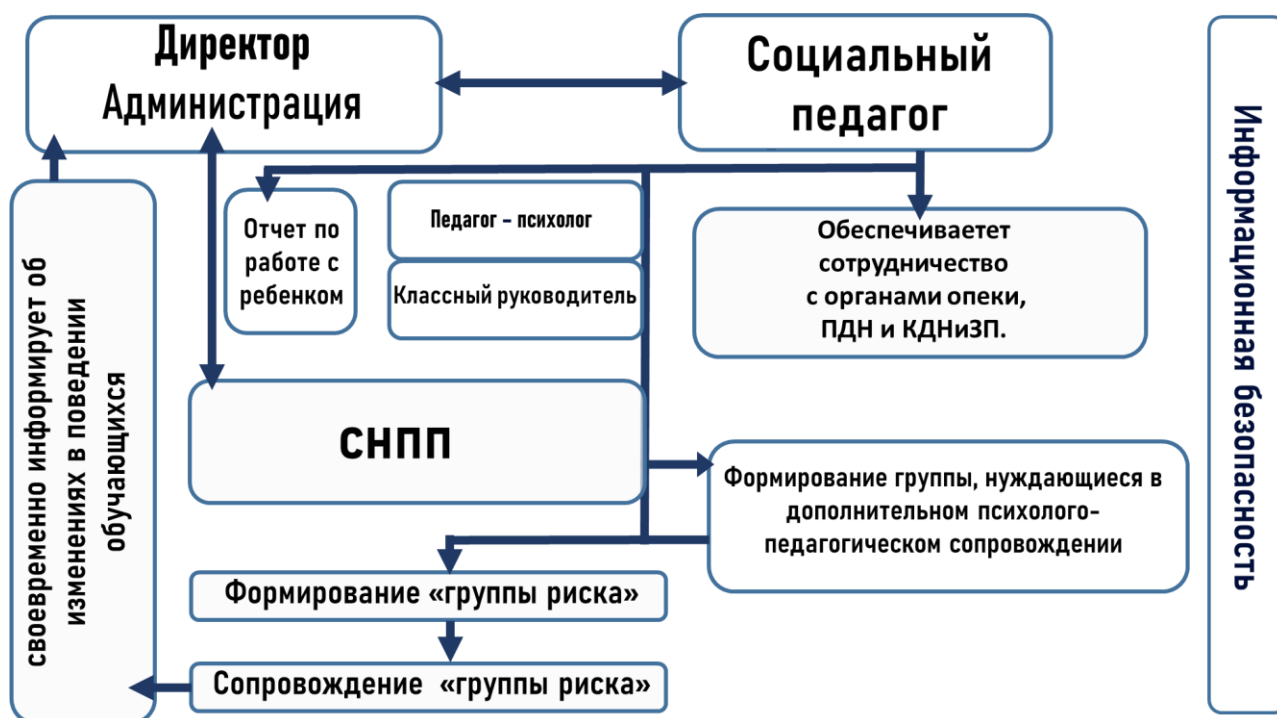 Директор
Администрация
Социальный
педагог
Отчет по
работе с
ребенком
Педагог – психолог
Классный руководитель
Обеспечиваетет
сотрудничество
с органами опеки,
ПДН и КДНиЗП.
своевременно информирует об
изменениях в поведении
обучающихся
СНПП
Формирование группы, нуждающиеся в
дополнительном психолого-
педагогическом сопровождении
Формирование «группы риска»
Сопровождение «группы риска»
Информационная безопасность